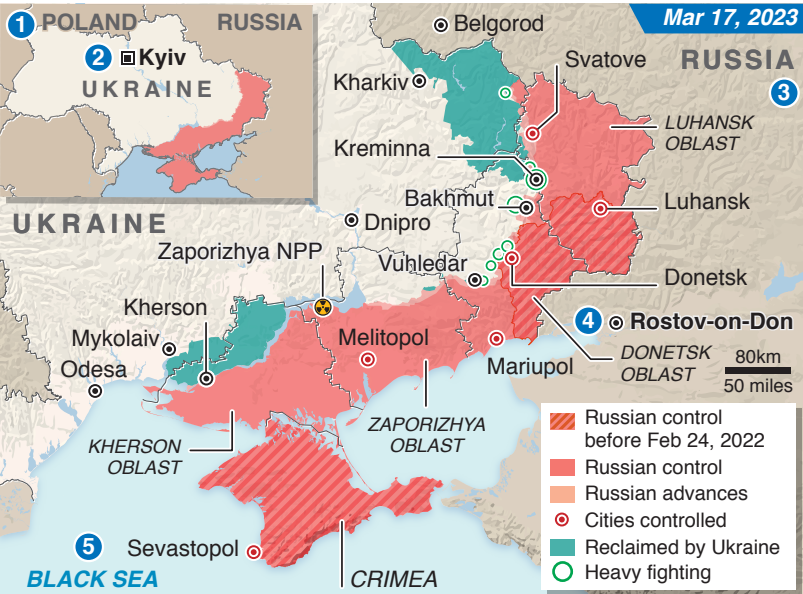 1 POLAND
RUSSIA
2 Kyiv
UKRAINE
Mar 17, 2023
Belgorod
RUSSIA
3
Kharkiv
Svatove
LUHANSK
OBLAST
Kreminna
Bakhmut
Luhansk
UKRAINE
Dnipro
Zaporizhya NPP
Vuhledar
Donetsk
Kherson
Mykolaiv
Melitopol
4 Rostov-on-Don
Odesa
Mariupol
DONETSK
OBLAST
80km
50 miles
KHERSON
OBLAST
ZAPORIZHYA
OBLAST
Russian control
before Feb 24, 2022
Russian control
Russian advances
Cities controlled
Reclaimed by Ukraine
Heavy fighting
5
BLACK SEA
Sevastopol
CRIMEA